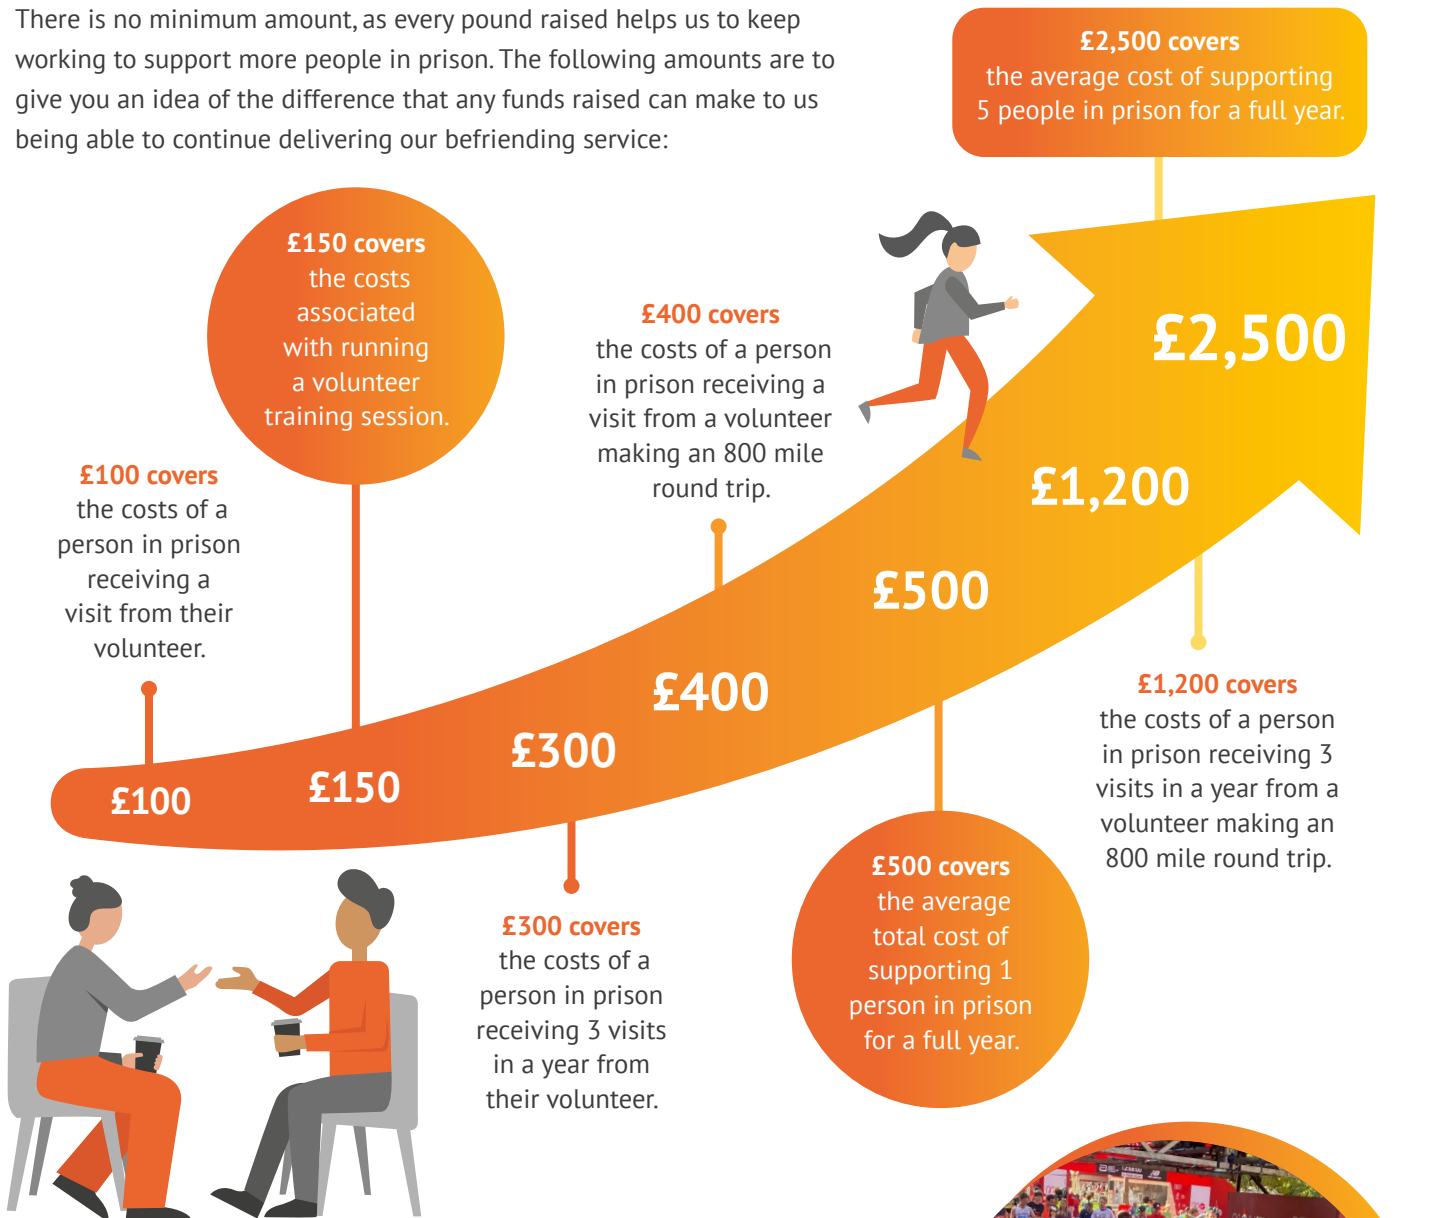 There is no minimum amount, as every pound raised helps us to keep
working to support more people in prison. The following amounts are to
give you an idea of the difference that any funds raised can make to us
being able to continue delivering our befriending service:
£2,500 covers
the average cost of supporting
5 people in prison for a full year.
£150 covers
the costs
associated
with running
a volunteer
training session.
£400 covers
the costs of a person
in prison receiving a
visit from a volunteer
making an 800 mile
round trip.
£100 covers
the costs of a
person in prison
receiving a
visit from their
volunteer.
£2,500
£1,200
£500
£400
£300
£150
£100
£1,200 covers
the costs of a person
in prison receiving 3
visits in a year from a
volunteer making an
800 mile round trip.
£500 covers
the average
total cost of
supporting 1
person in prison
for a full year.
£300 covers
the costs of a
person in prison
receiving 3 visits
in a year from
their volunteer.